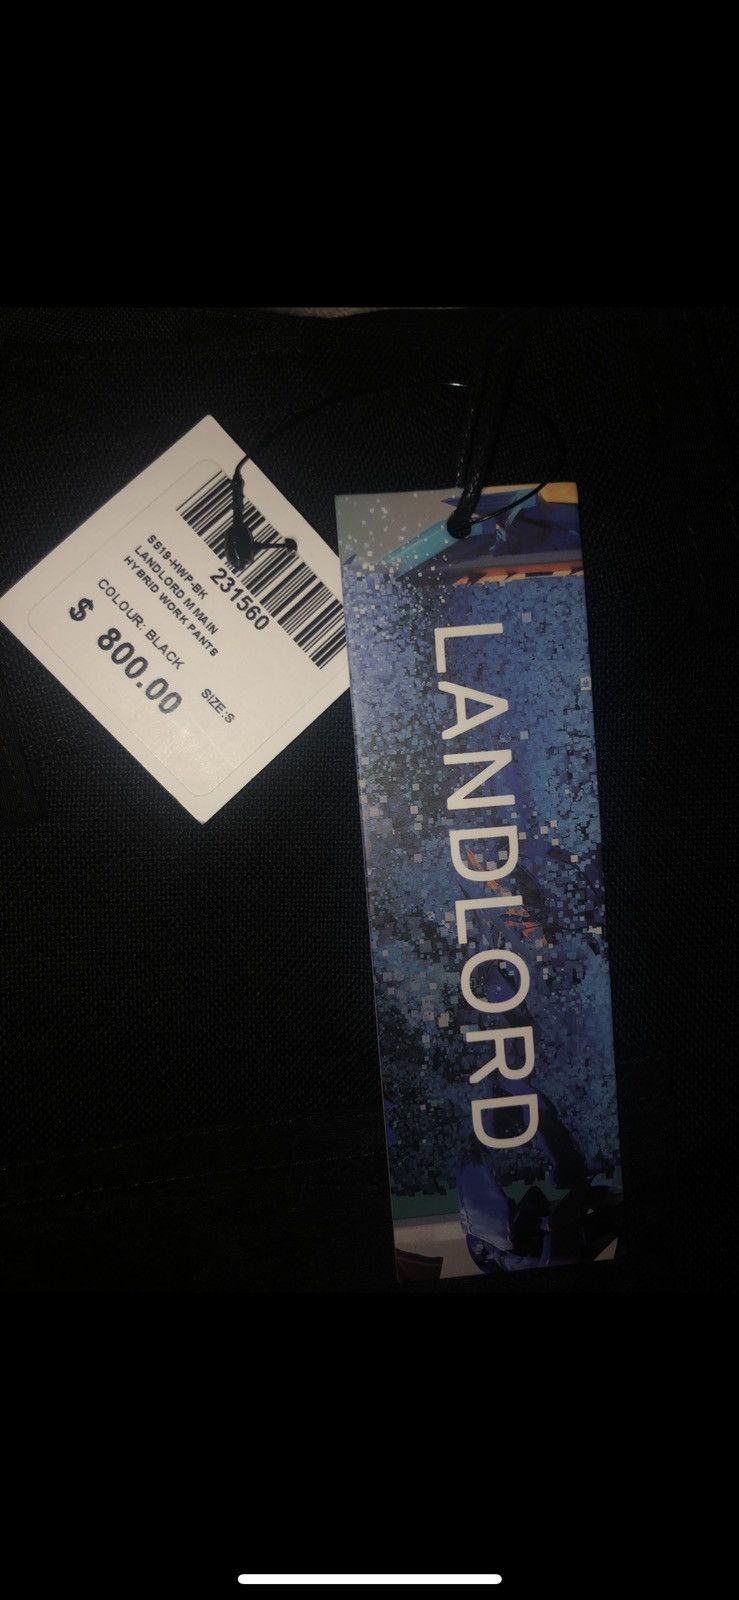 231560
SS19-HWP-BK
LANDLORD M MAIN
HYBRID WORK PANTS
COLOUR: BLACK
SIZE:S
$ 800.00
LANDLORD